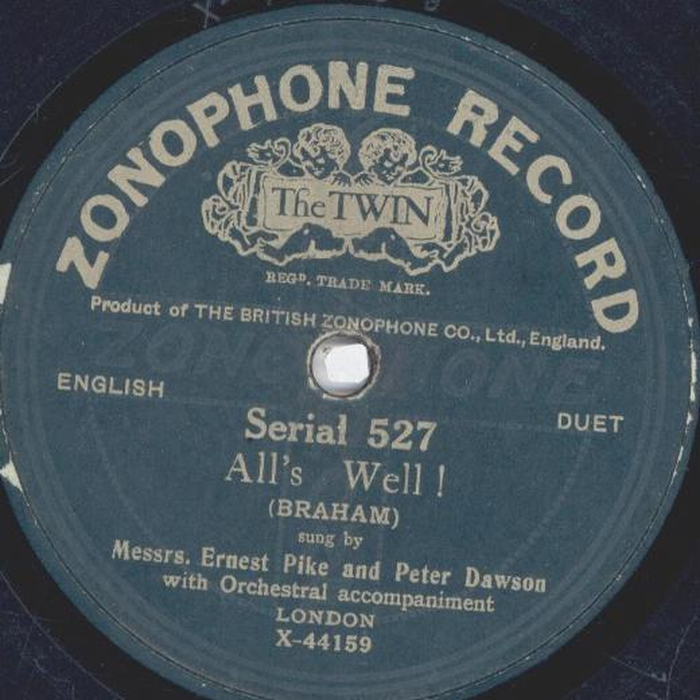 ZONOPHONE RECORD
The TWIN
REGD. TRADE MARK.
Product of THE BRITISH ZONOPHONE CO., Ltd., England.
ENGLISH
DUET
Serial 527
All's Well!
(BRAHAM)
sung by
Messrs. Ernest Pike and Peter Dawson
with Orchestral accompaniment
LONDON
X-44159